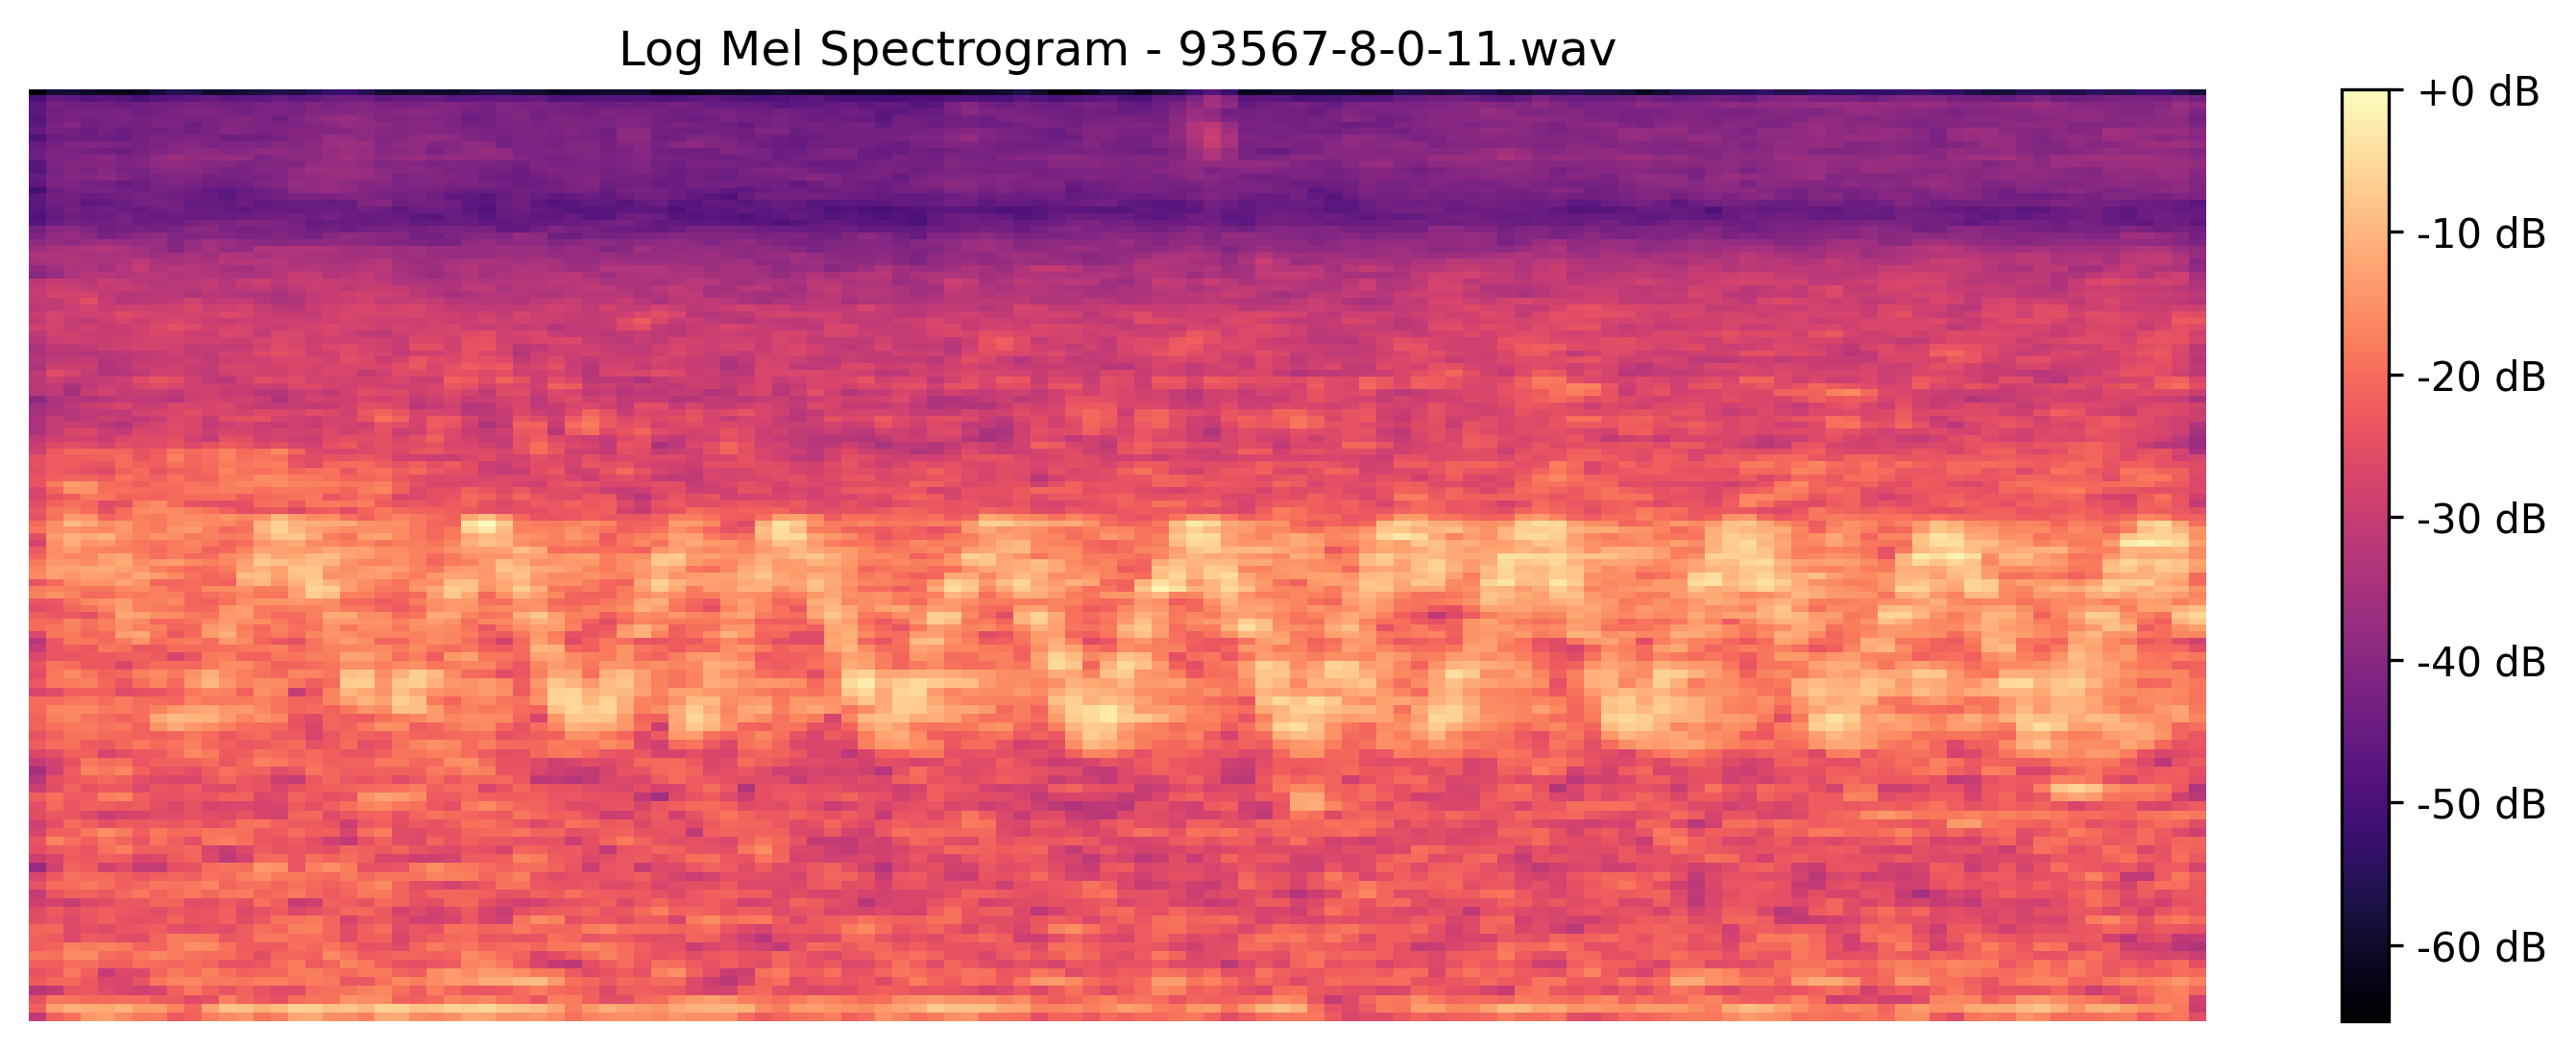 Log Mel Spectrogram - 93567-8-0-11.wav
+0 dB
-10 dB
-20 dB
-30 dB
-40 dB
-50 dB
-60 dB